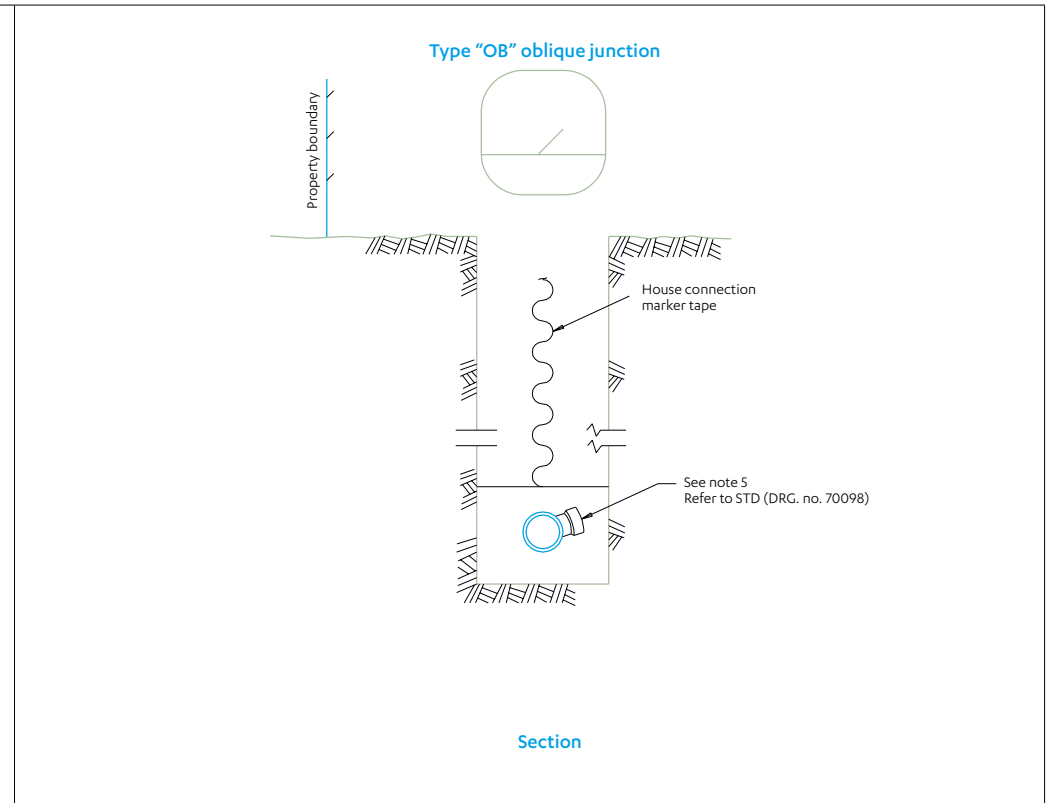 Type “OB” oblique junction
Property boundary
House connection
marker tape
See note 5
Refer to STD (DRG. no. 70098)
Section